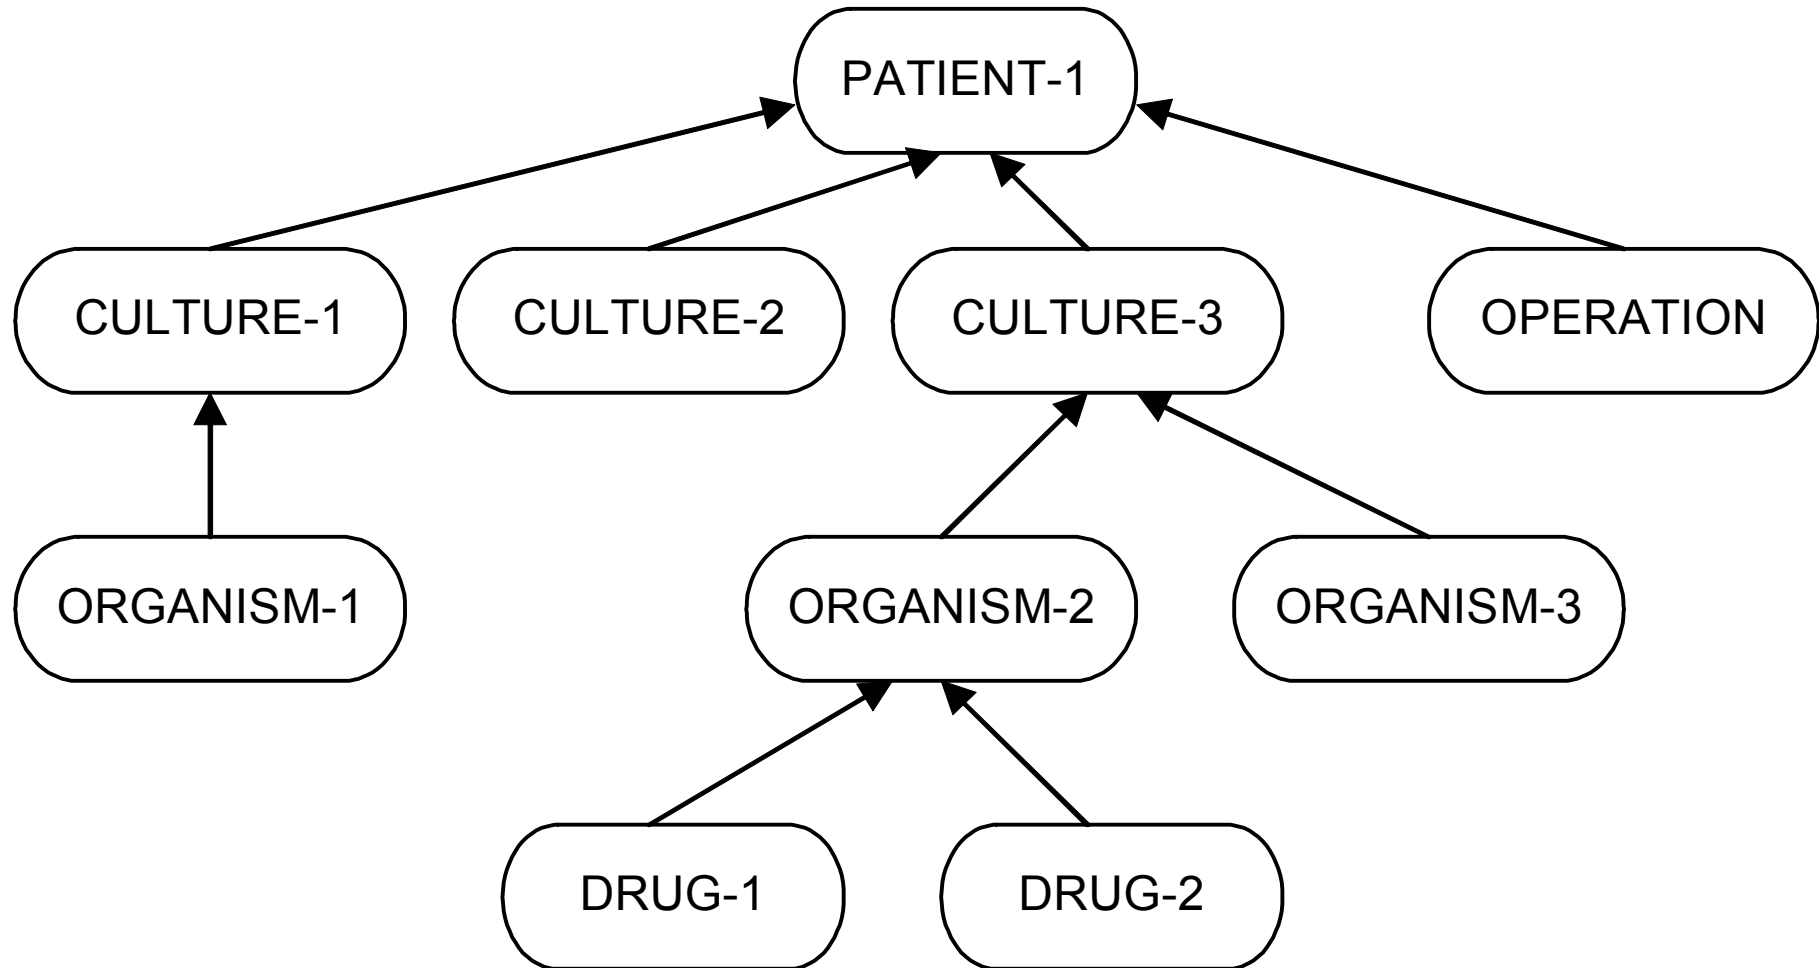 PATIENT-1
CULTURE-1
CULTURE-2
CULTURE-3
OPERATION
ORGANISM-1
ORGANISM-2
ORGANISM-3
DRUG-1
DRUG-2